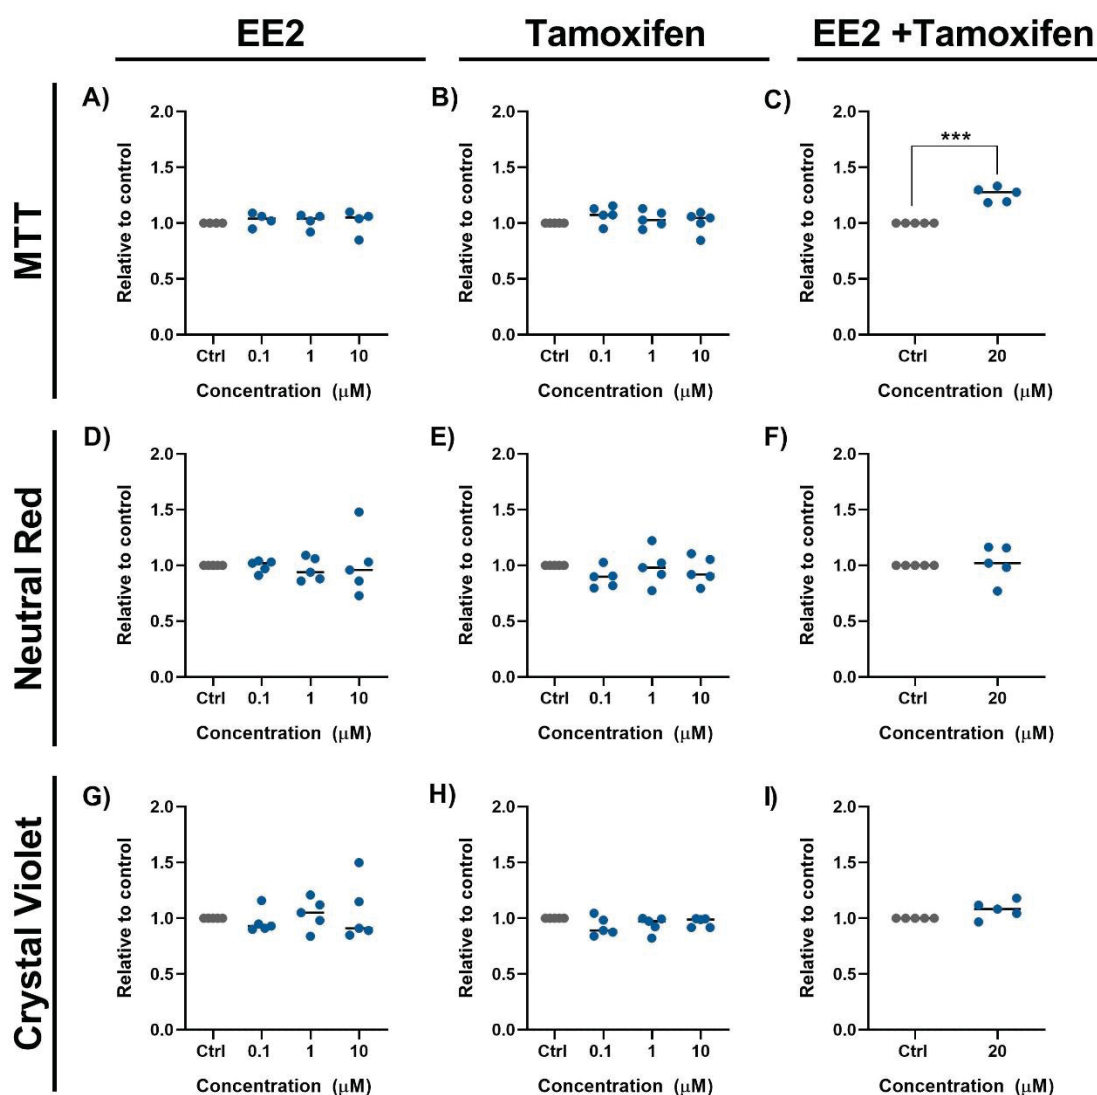 EE2 Tamoxifen EE2 +Tamoxifen
MTT
A)
2.0
1.5
1.0
0.5
0.0
Relative to control
Ctrl 0.1 1 10
Concentration (μM)
B)
2.0
1.5
1.0
0.5
0.0
Relative to control
Ctrl 0.1 1 10
Concentration (μM)
C)
2.0
1.5
1.0
0.5
0.0
Relative to control
***
Ctrl 20
Concentration (μM)
Neutral Red
D)
2.0
1.5
1.0
0.5
0.0
Relative to control
Ctrl 0.1 1 10
Concentration (μM)
E)
2.0
1.5
1.0
0.5
0.0
Relative to control
Ctrl 0.1 1 10
Concentration (μM)
F)
2.0
1.5
1.0
0.5
0.0
Relative to control
Ctrl 20
Concentration (μM)
Crystal Violet
G)
2.0
1.5
1.0
0.5
0.0
Relative to control
Ctrl 0.1 1 10
Concentration (μM)
H)
2.0
1.5
1.0
0.5
0.0
Relative to control
Ctrl 0.1 1 10
Concentration (μM)
I)
2.0
1.5
1.0
0.5
0.0
Relative to control
Ctrl 20
Concentration (μM)